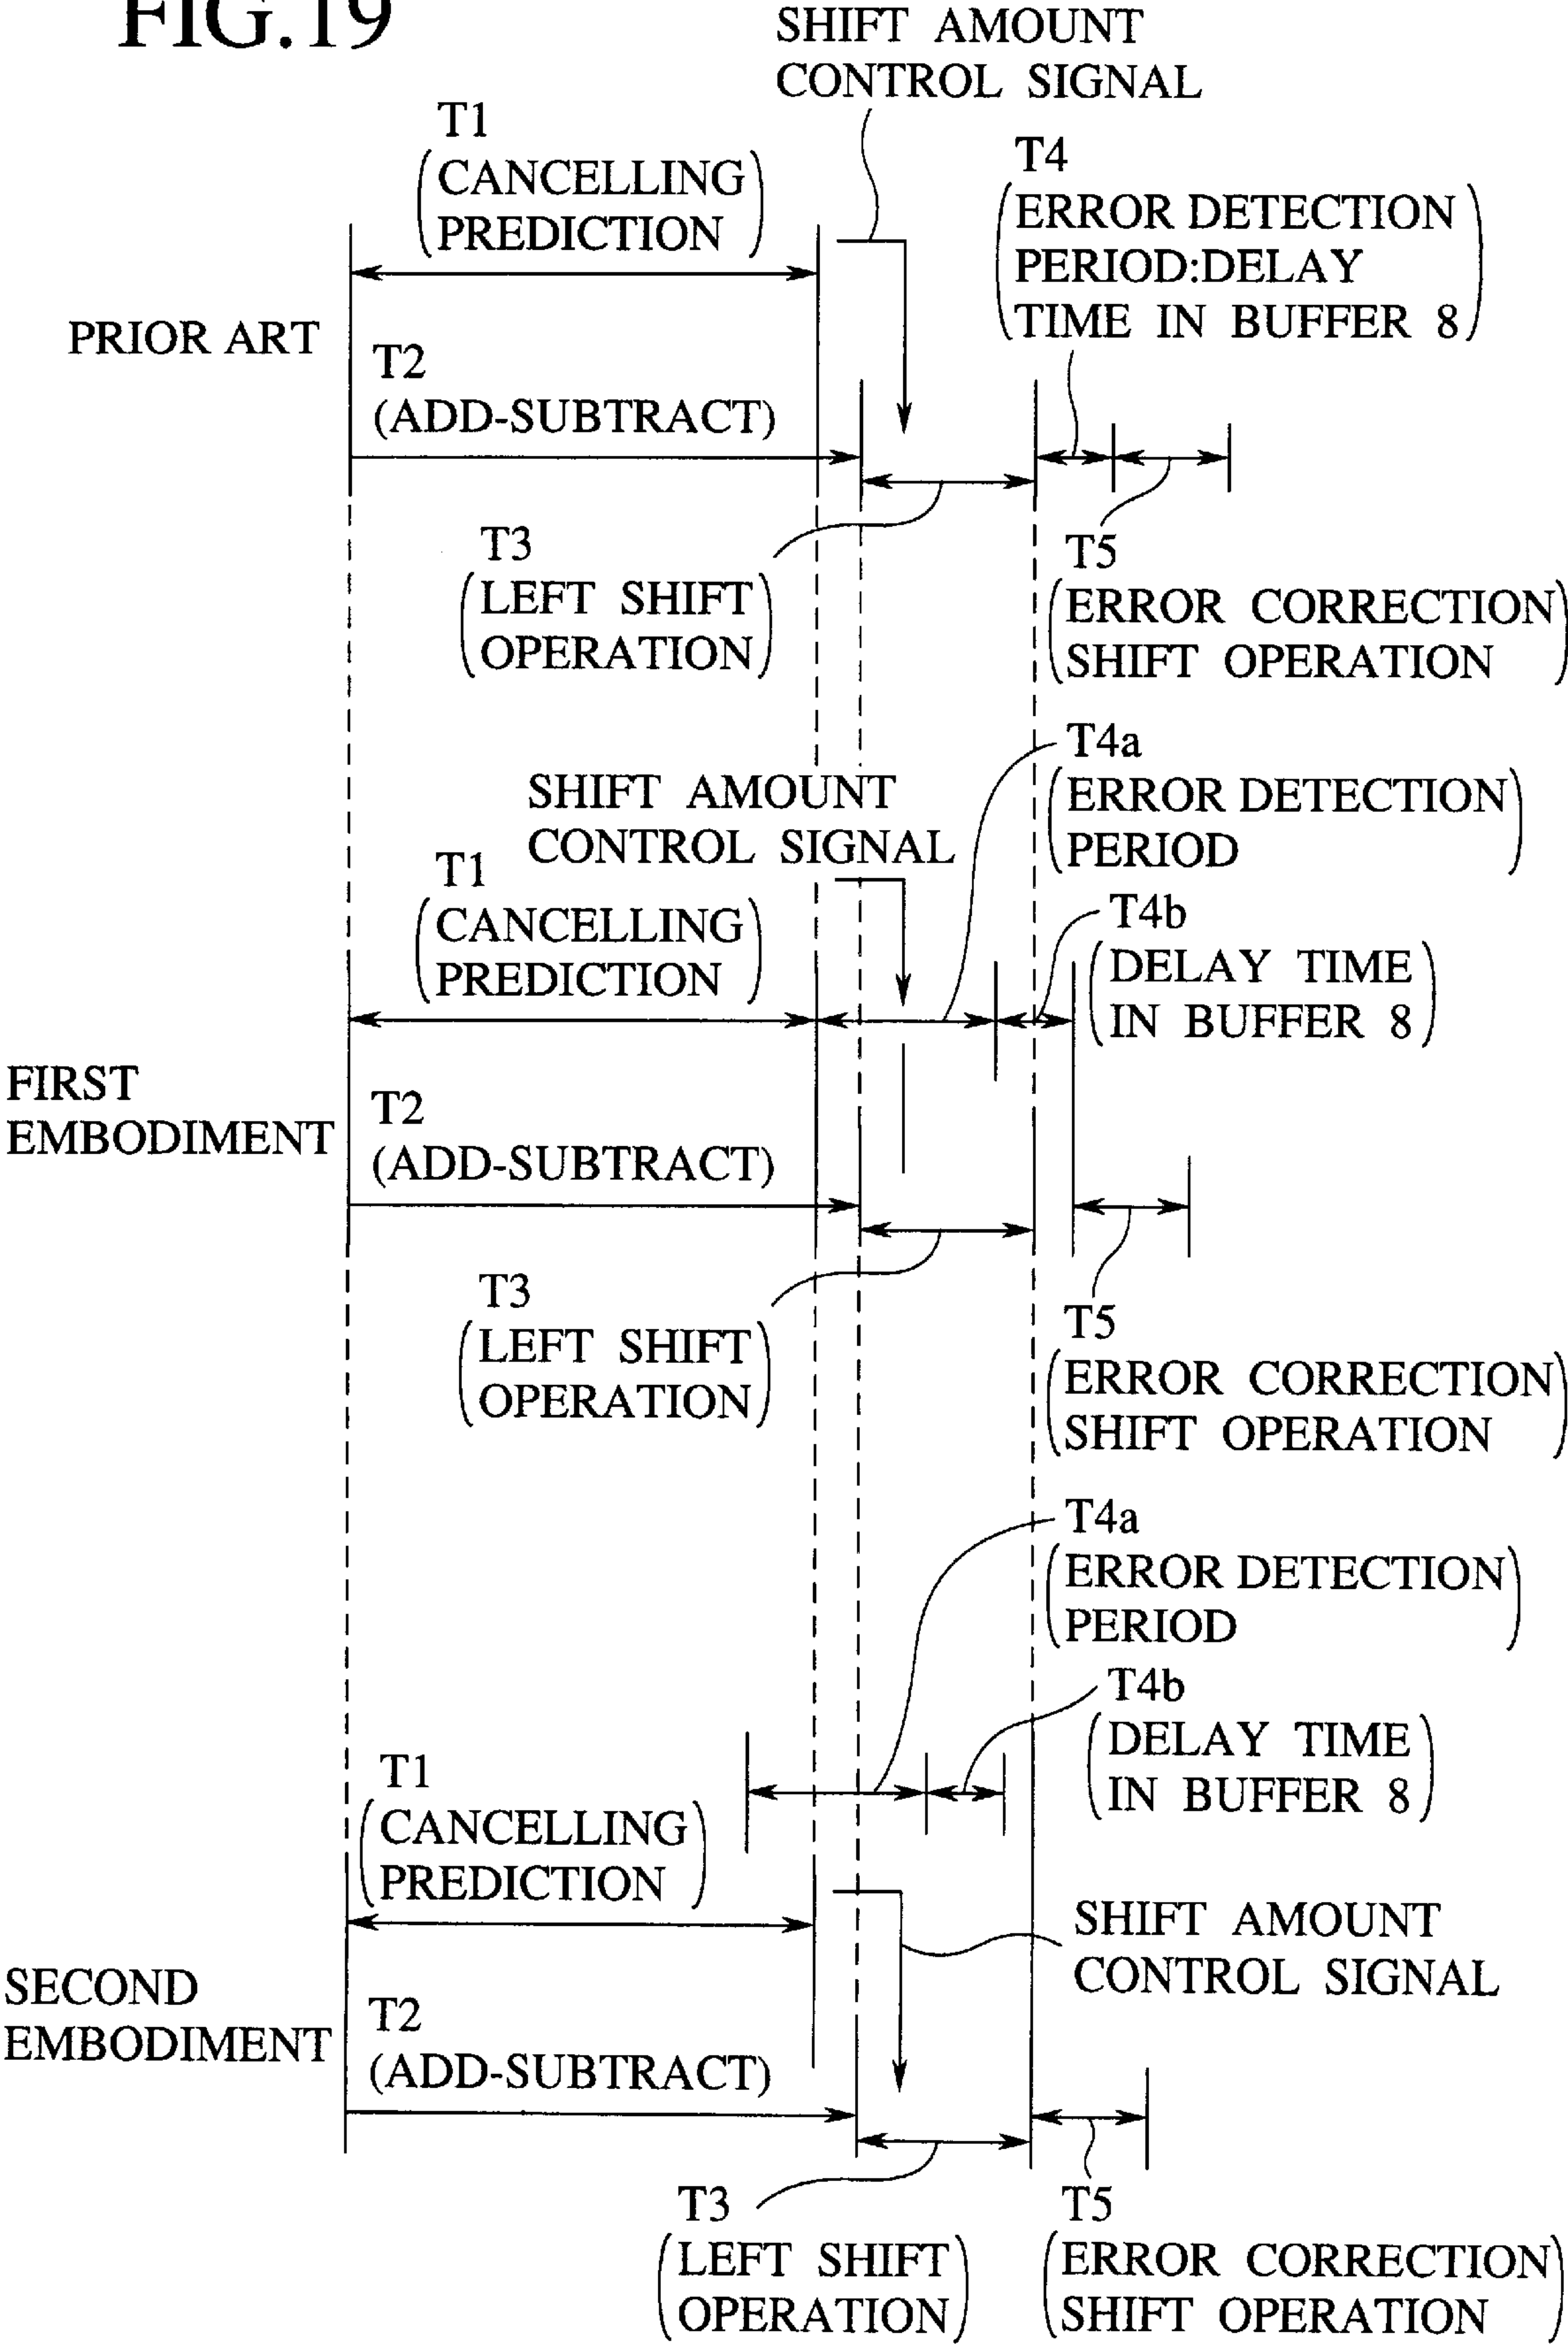 FIG.19
SHIFT AMOUNT
CONTROL SIGNAL
T1
(CANCELLING
PREDICTION)
T4
(ERROR DETECTION
PERIOD:DELAY
TIME IN BUFFER 8)
PRIOR ART
T2
(ADD-SUBTRACT)
T3
(LEFT SHIFT
OPERATION)
T5
(ERROR CORRECTION
SHIFT OPERATION)
T4a
(ERROR DETECTION
PERIOD)
SHIFT AMOUNT
CONTROL SIGNAL
T1
(CANCELLING
PREDICTION)
T4b
(DELAY TIME
IN BUFFER 8)
FIRST
EMBODIMENT
T2
(ADD-SUBTRACT)
T3
(LEFT SHIFT
OPERATION)
T5
(ERROR CORRECTION
SHIFT OPERATION)
T4a
(ERROR DETECTION
PERIOD)
T4b
(DELAY TIME
IN BUFFER 8)
T1
(CANCELLING
PREDICTION)
SHIFT AMOUNT
CONTROL SIGNAL
SECOND
EMBODIMENT
T2
(ADD-SUBTRACT)
T3
(LEFT SHIFT
OPERATION)
T5
(ERROR CORRECTION
SHIFT OPERATION)